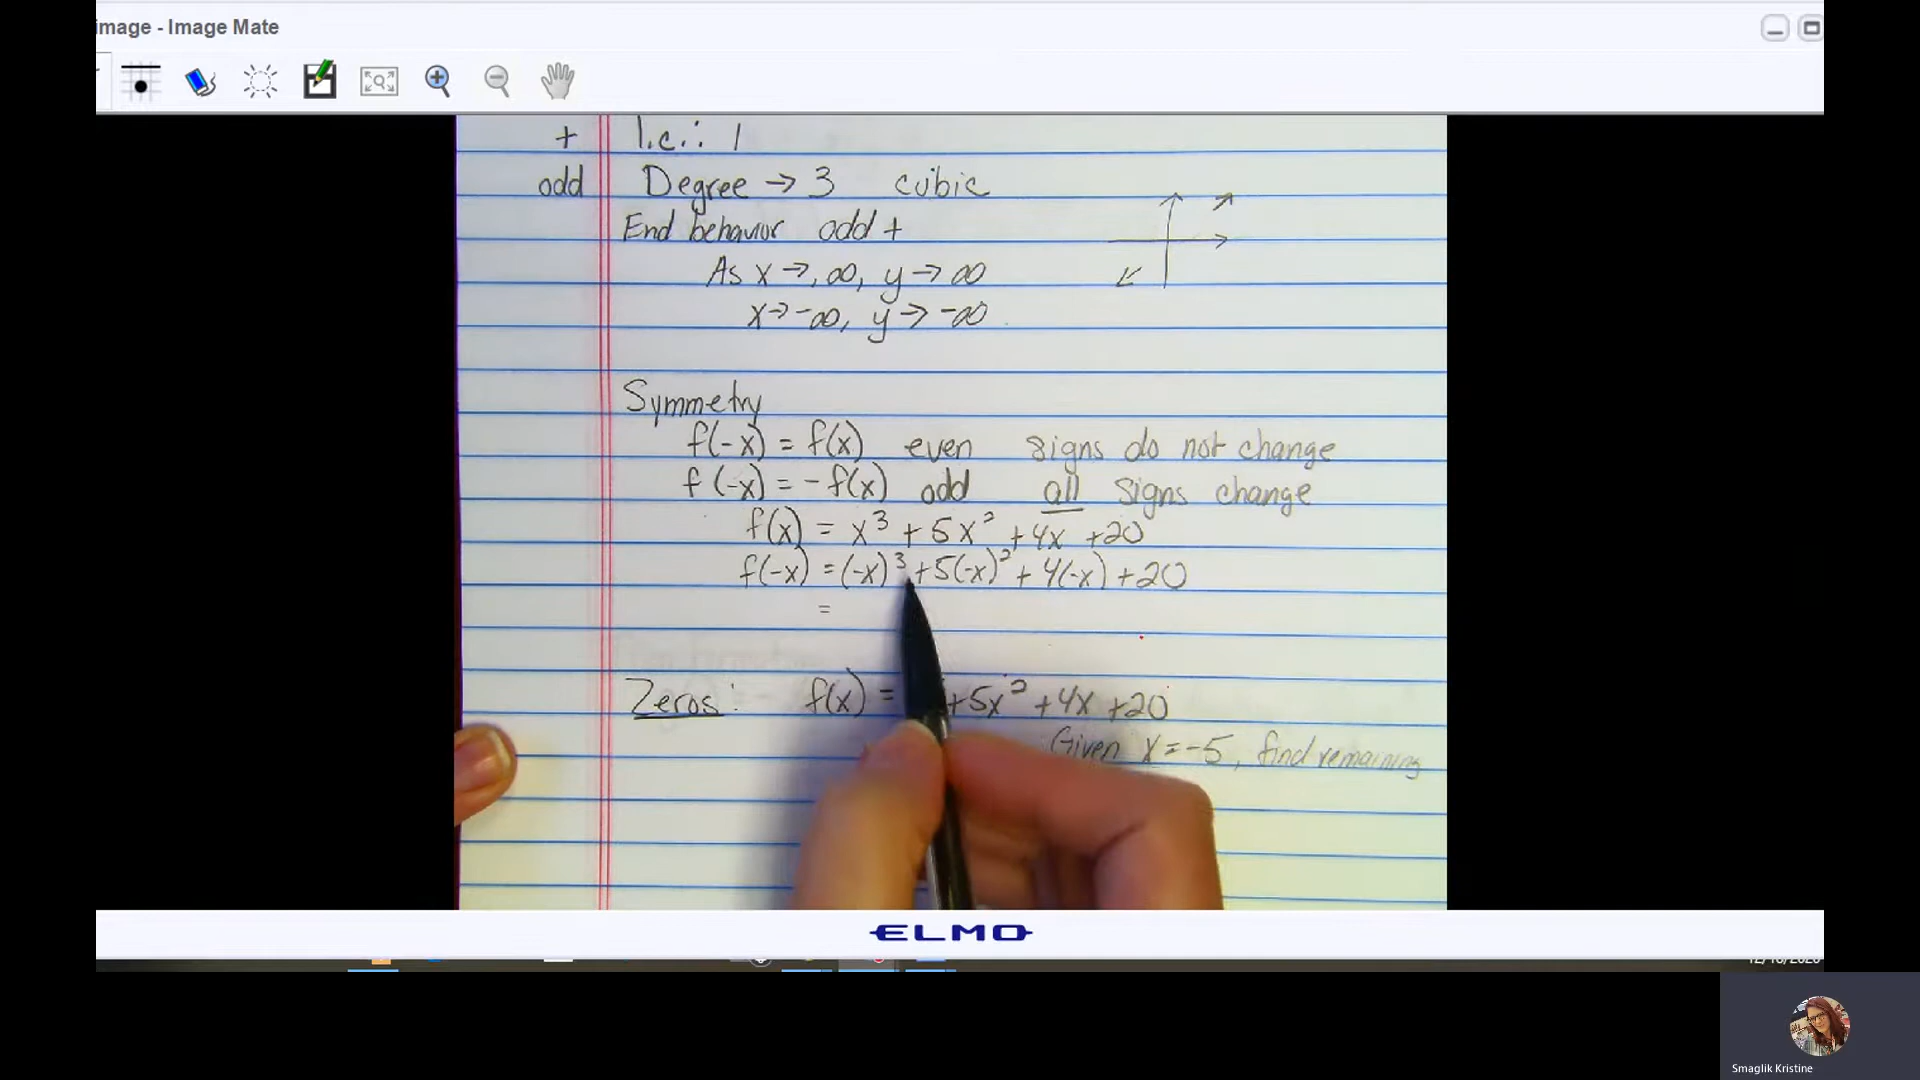 image - Image Mate
+ l.c.: 1
odd Degree → 3 cubic
End behavior odd +
As x → ∞, y → ∞
x → -∞, y → -∞
Symmetry
f(-x) = f(x) even signs do not change
f(-x) = - f(x) odd all signs change
f(x) = x³ + 5x² + 4x + 20
f(-x) = (-x)³ + 5(-x)² + 4(-x) + 20
=
Zeros: f(x) = +5x² + 4x + 20
Given x = -5, find remaining
ELMO
Smaglik Kristine